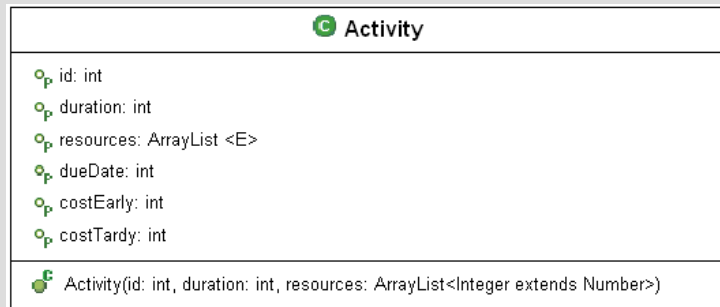 C Activity
P id: int
P duration: int
P resources: ArrayList <E>
P dueDate: int
P costEarly: int
P costTardy: int
C Activity(id: int, duration: int, resources: ArrayList<Integer extends Number>)